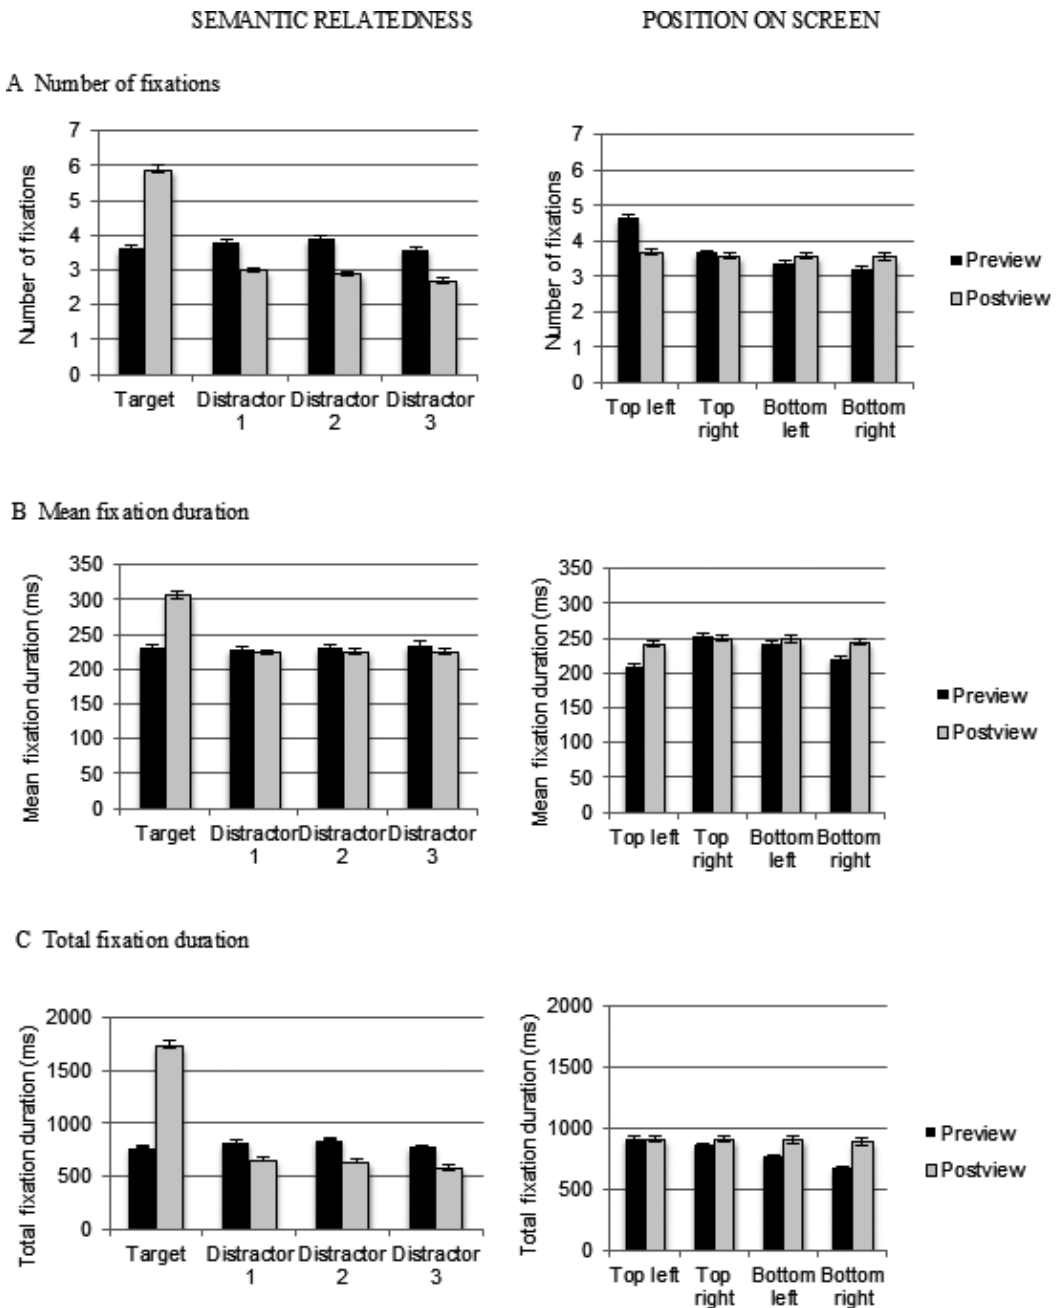 SEMANTIC RELATEDNESS
POSITION ON SCREEN
A Number of fixations
Number of fixations
7
6
5
4
3
2
1
0
Target
Distractor 1
Distractor 2
Distractor 3
Number of fixations
7
6
5
4
3
2
1
0
Top left
Top right
Bottom left
Bottom right
Preview
Postview
B Mean fixation duration
Mean fixation duration (ms)
350
300
250
200
150
100
50
0
Target
Distractor 1
Distractor 2
Distractor 3
Mean fixation duration (ms)
350
300
250
200
150
100
50
0
Top left
Top right
Bottom left
Bottom right
Preview
Postview
C Total fixation duration
Total fixation duration (ms)
2000
1500
1000
500
0
Target
Distractor 1
Distractor 2
Distractor 3
Total fixation duration (ms)
2000
1500
1000
500
0
Top left
Top right
Bottom left
Bottom right
Preview
Postview